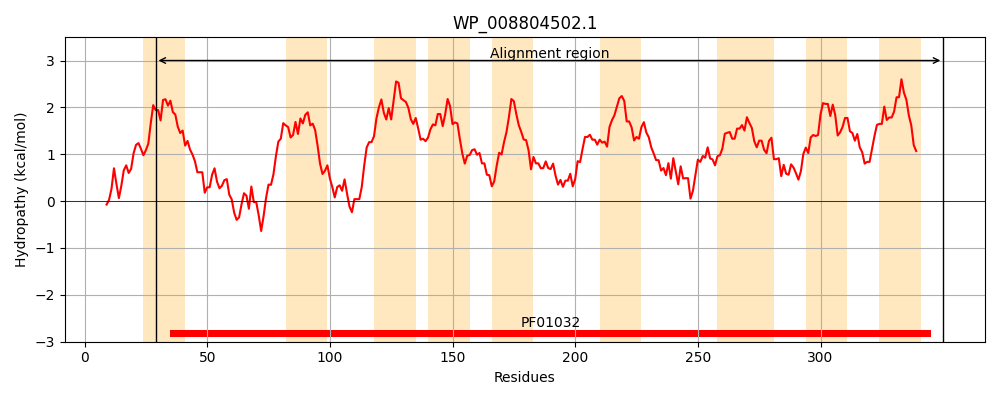 WP_008804502.1
Hydropathy (kcal/mol)
3
2
1
0
−1
−2
−3
Alignment region
PF01032
0 50 100 150 200 250 300
Residues